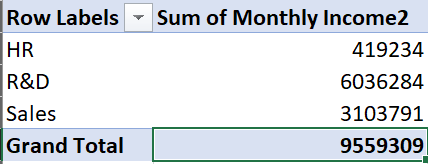 Row Labels Sum of Monthly Income2
HR 419234
R&D 6036284
Sales 3103791
Grand Total 9559309